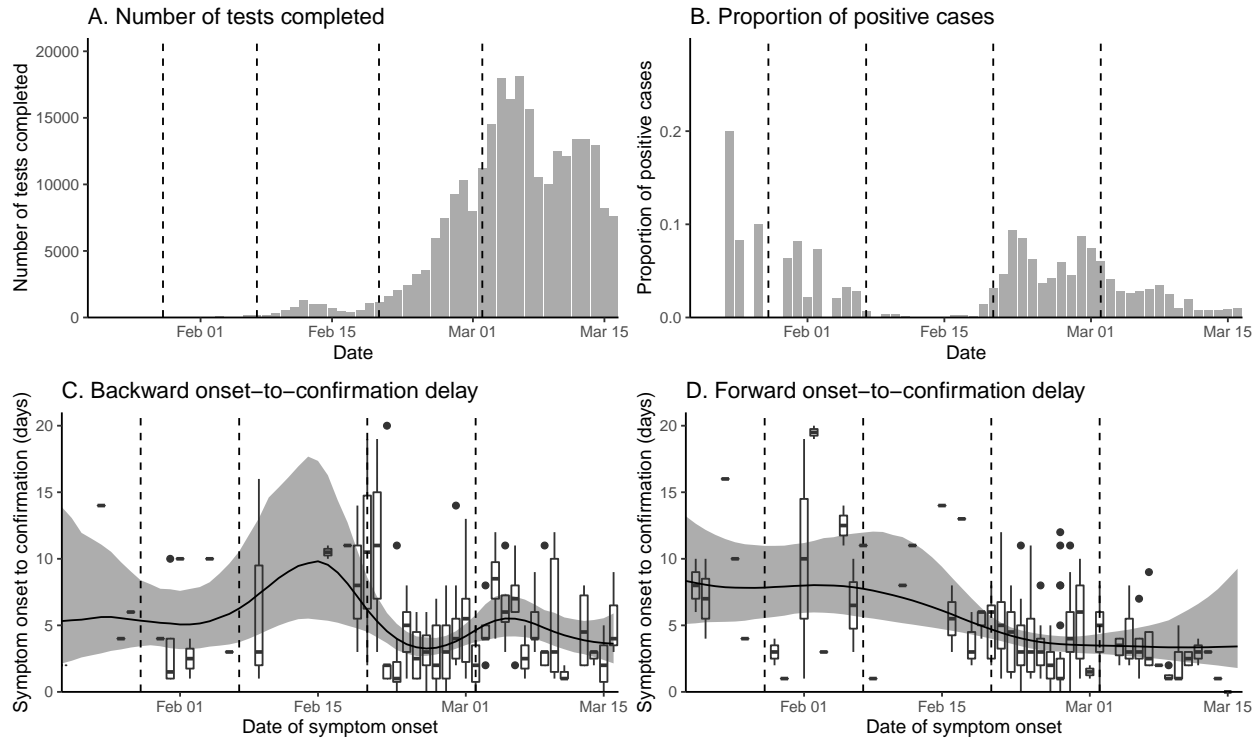 A. Number of tests completed
20000
15000
10000
5000
0
Number of tests completed
Feb 01 Feb 15 Mar 01 Mar 15
Date
B. Proportion of positive cases
0.2
0.1
0.0
Proportion of positive cases
Feb 01 Feb 15 Mar 01 Mar 15
Date
C. Backward onset−to−confirmation delay
20
15
10
5
0
Symptom onset to confirmation (days)
Feb 01 Feb 15 Mar 01 Mar 15
Date of symptom onset
D. Forward onset−to−confirmation delay
20
15
10
5
0
Symptom onset to confirmation (days)
Feb 01 Feb 15 Mar 01 Mar 15
Date of symptom onset